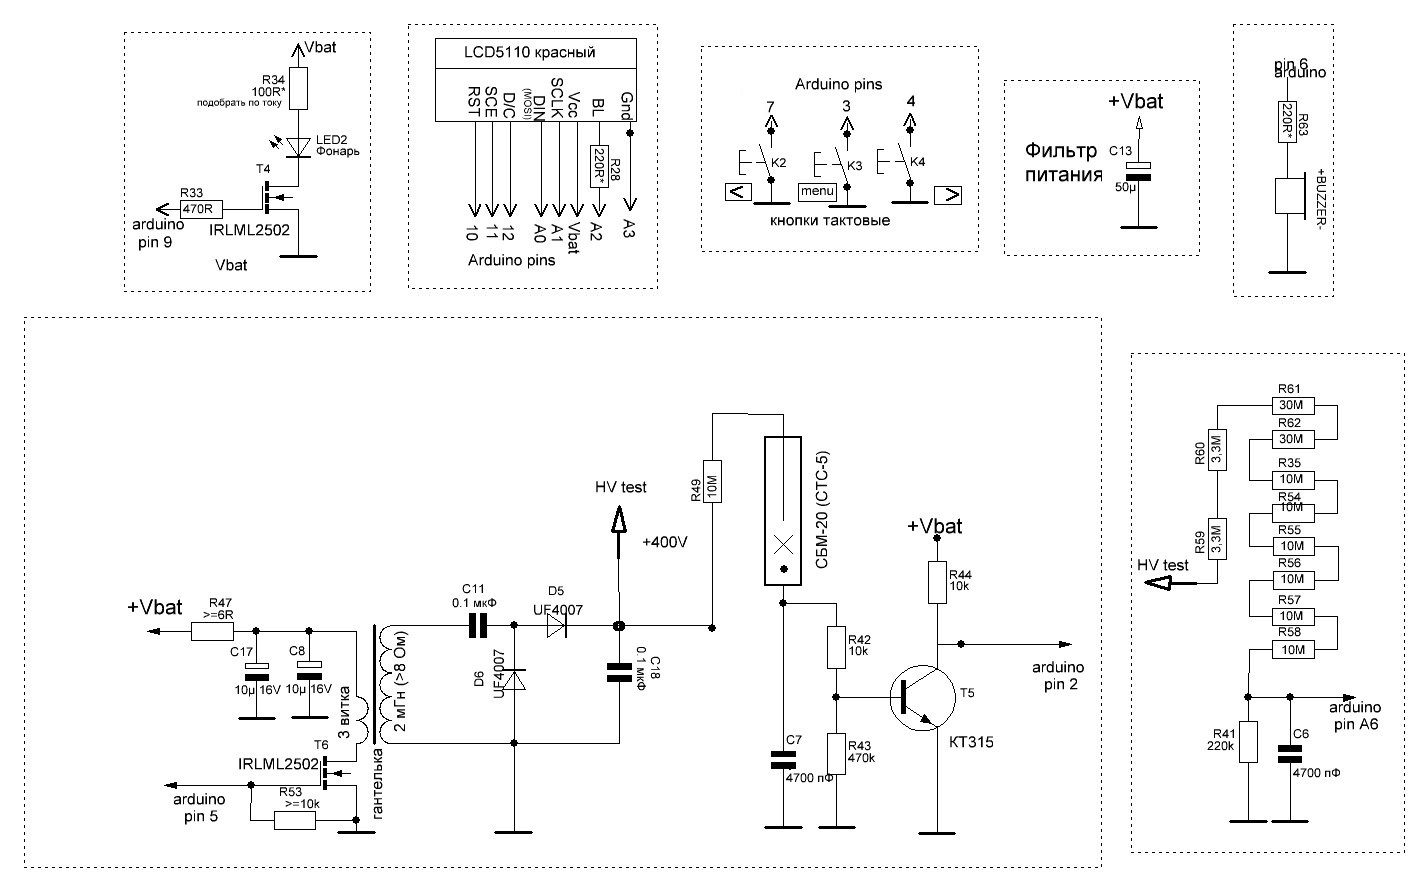 Vbat
R34
100R*
подобрать по току
LED2
Фонарь
T4
R33
470R
arduino
pin 9
IRLML2502
Vbat
LCD5110 красный
RST
SCE
D/C
DIN
(MOSI)
SCLK
Vcc
BL
Gnd
220R*
R28
10
11
12
A0
A1
Vbat
A2
A3
Arduino pins
Arduino pins
7
3
4
K2
K3
K4
<
menu
>
кнопки тактовые
+Vbat
Фильтр
питания
C13
50µ
pin 6
arduino
R63
220R*
+BUZZER-
HV test
+400V
R49
10M
СБМ-20 (СТС-5)
+Vbat
R44
10k
C11
0.1 мкФ
D5
UF4007
D6
UF4007
C18
0.1 мкФ
+Vbat
R47
>=6R
C17
10µ 16V
C8
10µ 16V
3 витка
2 мГн (>8 Ом)
гантелька
T6
IRLML2502
arduino
pin 5
R53
>=10k
R42
10k
R43
470k
C7
4700 пФ
T5
КТ315
arduino
pin 2
R61
30M
R62
30M
R60
3,3M
R35
10M
R54
10M
R59
3,3M
R55
10M
HV test
R56
10M
R57
10M
R58
10M
arduino
pin A6
R41
220k
C6
4700 пФ